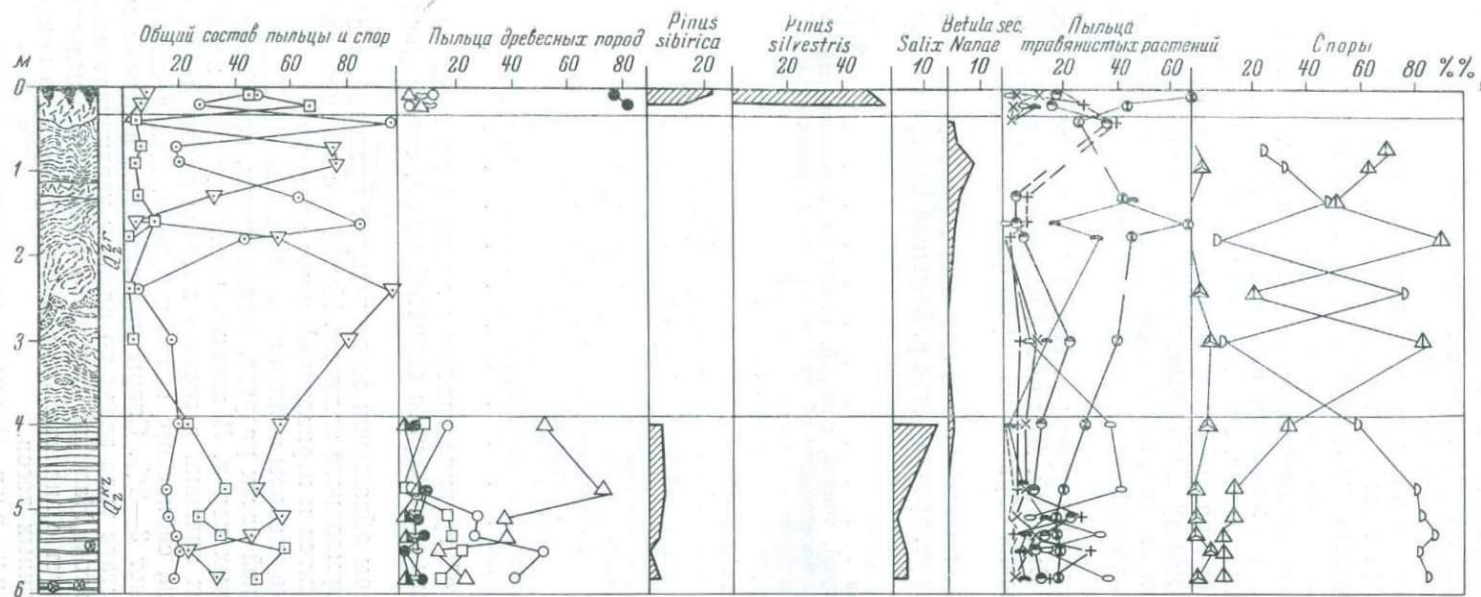 Общий состав пыльцы и спор
Пыльца древесных пород
Pinus
sibirica
Pinus
silvestris
Salix
Betula sec.
Nanae
Пыльца
травянистых растений
Споры
м
20 40 60 80
20 40 60 80
20
20 40
10
10
20 40 60
20 40 60 80 %%
0
1
2
3
4
5
6